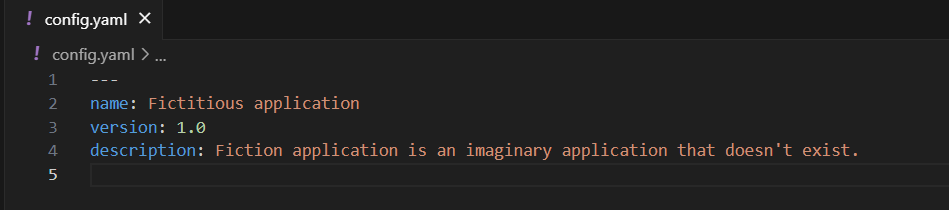 ! config.yaml ×
! config.yaml > ...
1 ---
2 name: Fictitious application
3 version: 1.0
4 description: Fiction application is an imaginary application that doesn't exist.
5